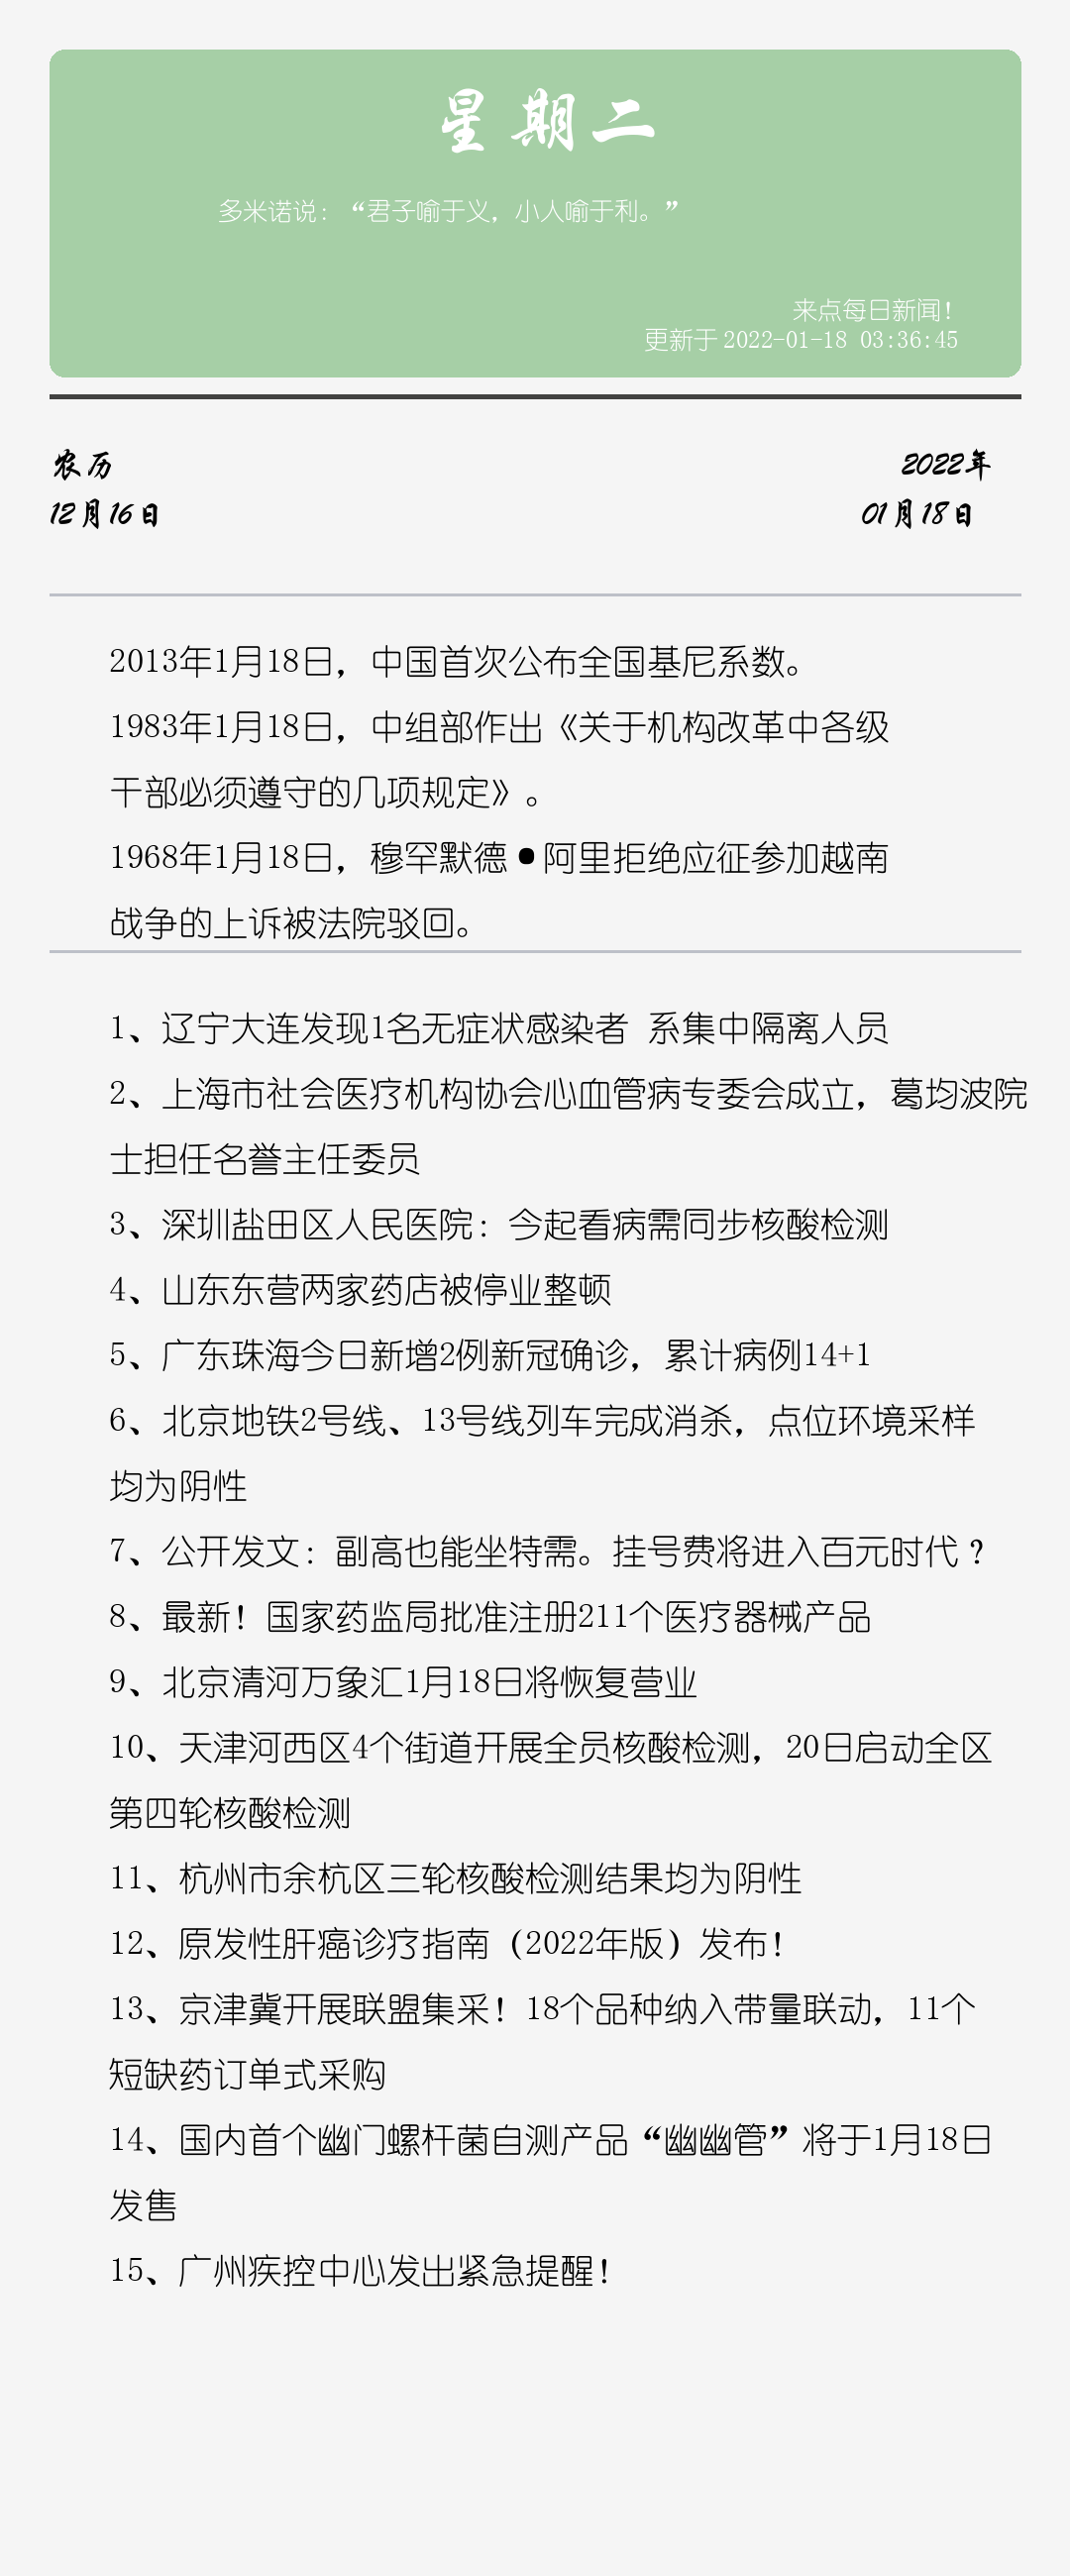 星期二
多米诺说：“君子喻于义，小人喻于利。”
来点每日新闻！
更新于2022-01-18 03:36:45
农历
2022年
12月16日
01月18日
2013年1月18日，中国首次公布全国基尼系数。
1983年1月18日，中组部作出《关于机构改革中各级
干部必须遵守的几项规定》。
1968年1月18日，穆罕默德•阿里拒绝应征参加越南
战争的上诉被法院驳回。
1、辽宁大连发现1名无症状感染者 系集中隔离人员
2、上海市社会医疗机构协会心血管病专委会成立，葛均波院
士担任名誉主任委员
3、深圳盐田区人民医院：今起看病需同步核酸检测
4、山东东营两家药店被停业整顿
5、广东珠海今日新增2例新冠确诊，累计病例14+1
6、北京地铁2号线、13号线列车完成消杀，点位环境采样
均为阴性
7、公开发文：副高也能坐特需。挂号费将进入百元时代？
8、最新！国家药监局批准注册211个医疗器械产品
9、北京清河万象汇1月18日将恢复营业
10、天津河西区4个街道开展全员核酸检测，20日启动全区
第四轮核酸检测
11、杭州市余杭区三轮核酸检测结果均为阴性
12、原发性肝癌诊疗指南（2022年版）发布！
13、京津冀开展联盟集采！18个品种纳入带量联动，11个
短缺药订单式采购
14、国内首个幽门螺杆菌自测产品“幽幽管”将于1月18日
发售
15、广州疾控中心发出紧急提醒！